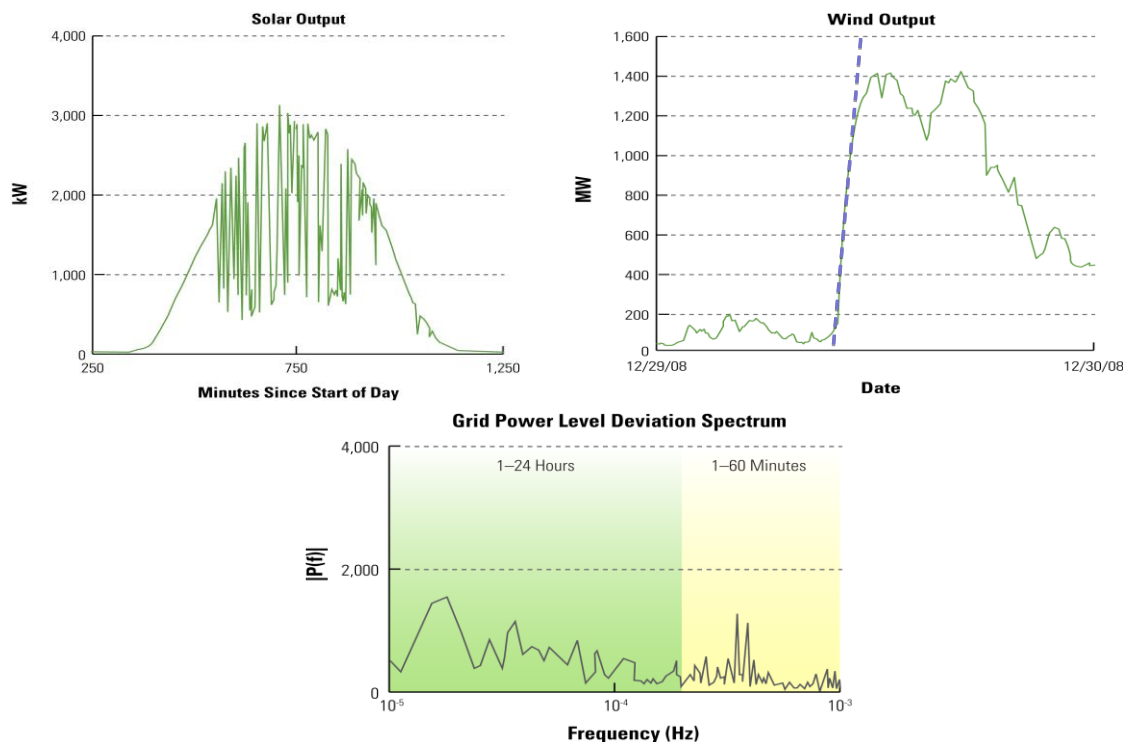 Solar Output
4,000
3,000
2,000
1,000
0
kW
250
750
1,250
Minutes Since Start of Day
Wind Output
1,600
1,400
1,200
1,000
800
600
400
200
0
MW
12/29/08
12/30/08
Date
Grid Power Level Deviation Spectrum
4,000
2,000
0
|P(f)|
1–24 Hours
1–60 Minutes
10⁻⁵
10⁻⁴
10⁻³
Frequency (Hz)